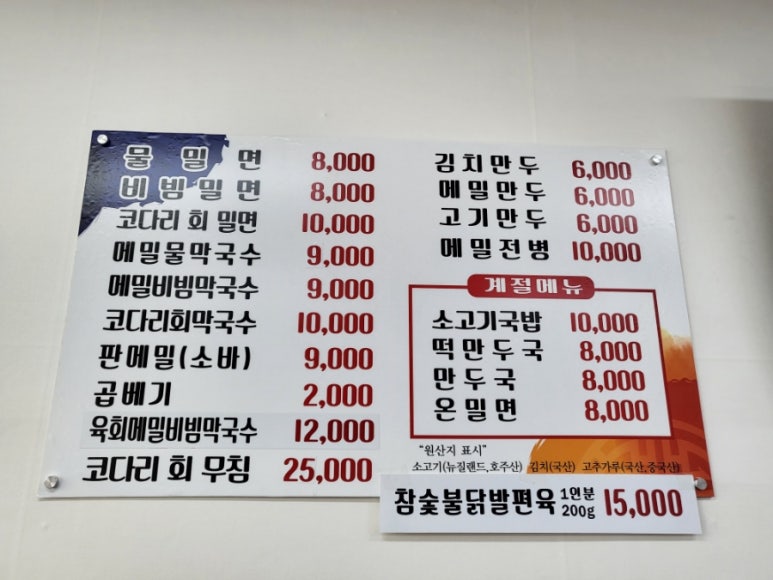 물밀면 8,000
비빔밀면 8,000
코다리회밀면 10,000
메밀물막국수 9,000
메밀비빔막국수 9,000
코다리회막국수 10,000
판메밀(소바) 9,000
곱베기 2,000
육회메밀비빔막국수 12,000
코다리 회 무침 25,000
김치만두 6,000
메밀만두 6,000
고기만두 6,000
메밀전병 10,000
계절메뉴
소고기국밥 10,000
떡만두국 8,000
만두국 8,000
온밀면 8,000
"원산지 표시"
소고기(뉴질랜드,호주산) 김치(국산) 고추가루(국산,중국산)
참숯불닭발편육 1인분 200g 15,000